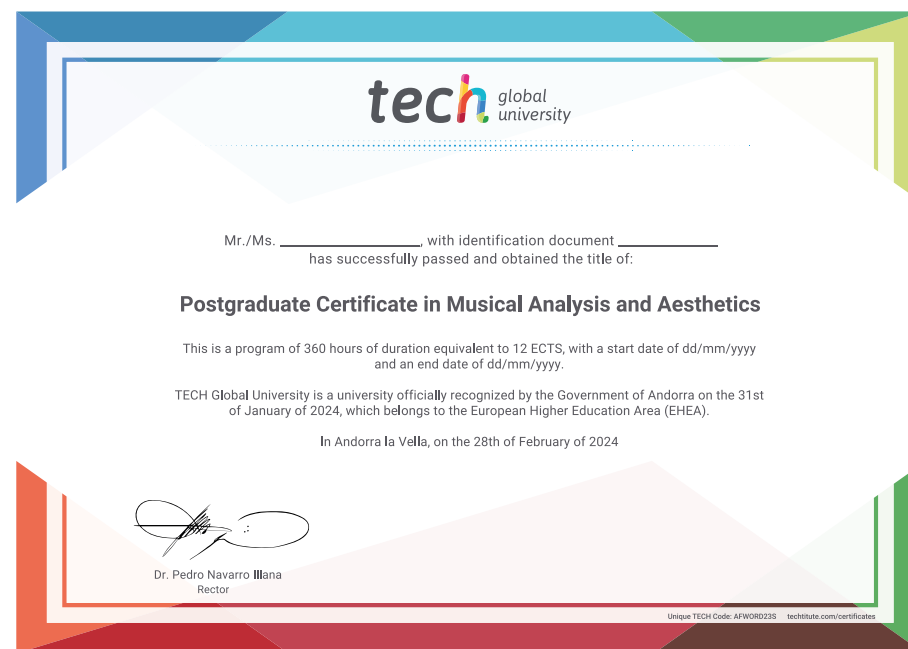 tech global
university
Mr./Ms. ____________, with identification document ____________
has successfully passed and obtained the title of:
Postgraduate Certificate in Musical Analysis and Aesthetics
This is a program of 360 hours of duration equivalent to 12 ECTS, with a start date of dd/mm/yyyy
and an end date of dd/mm/yyyy.
TECH Global University is a university officially recognized by the Government of Andorra on the 31st
of January of 2024, which belongs to the European Higher Education Area (EHEA).
In Andorra la Vella, on the 28th of February of 2024
Dr. Pedro Navarro Illana
Rector
Unique TECH Code: AFWORD23S techtitute.com/certificates